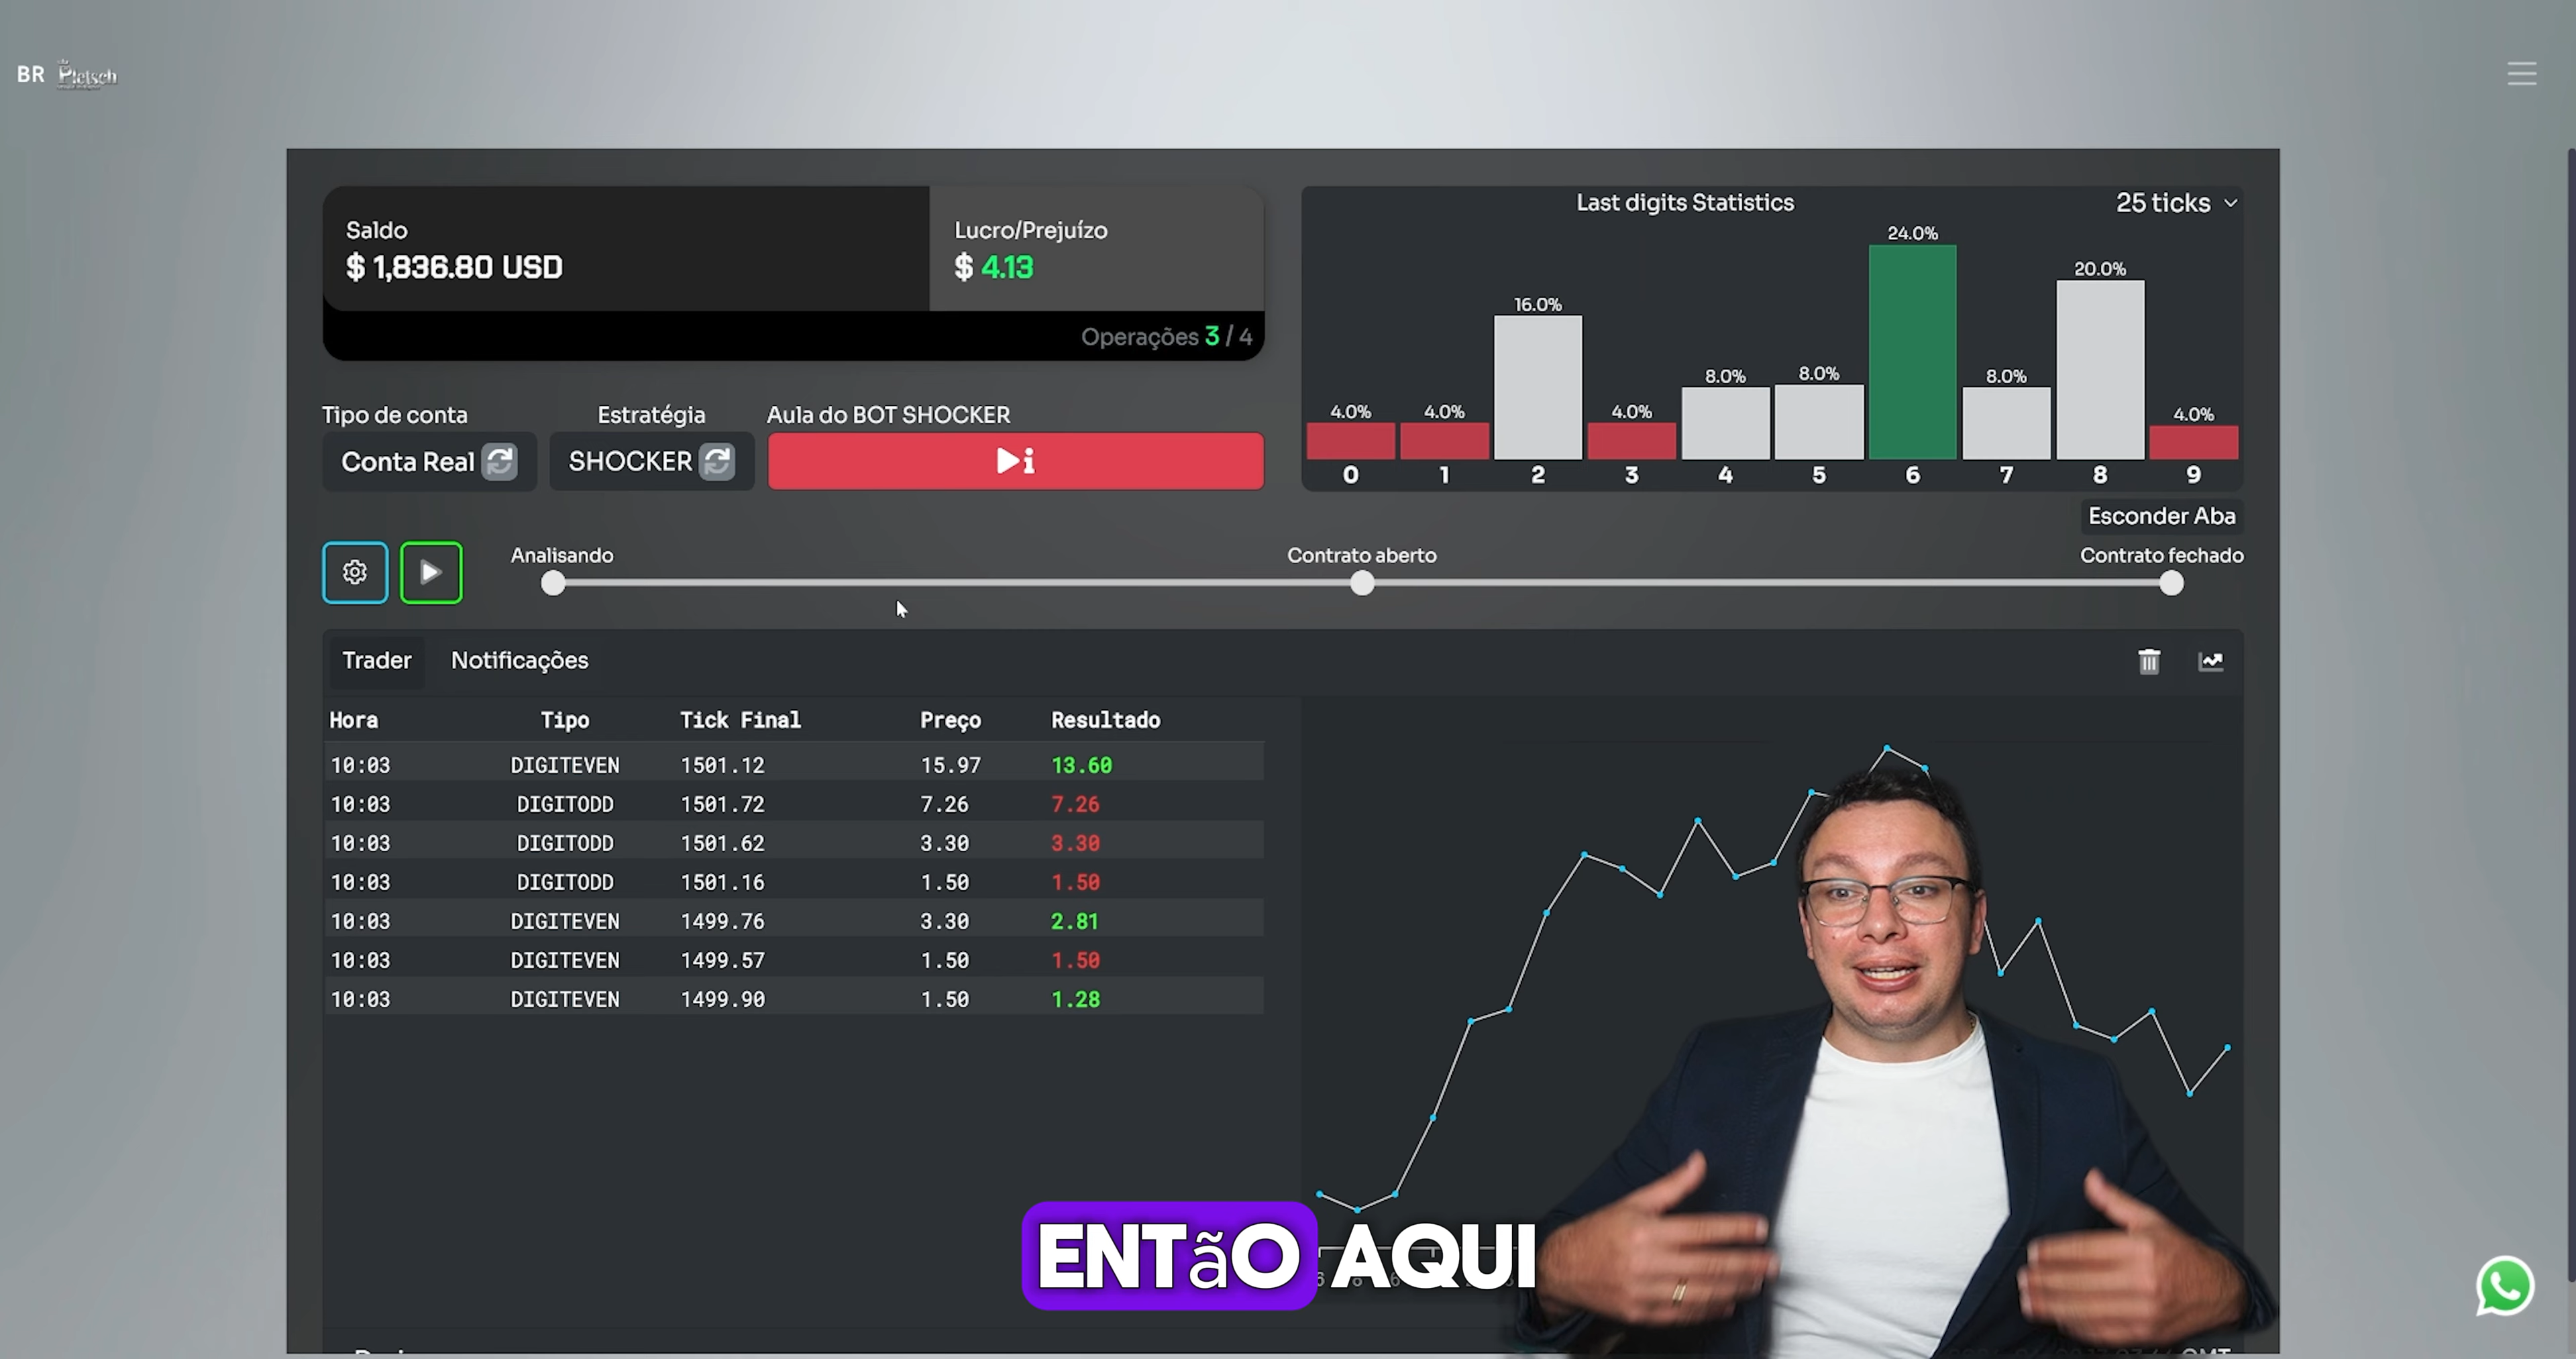 BR Pletsch
Saldo
$ 1,836.80 USD
Lucro/Prejuízo
$ 4.13
Operações 3 / 4
Last digits Statistics
25 ticks
4.0% 4.0% 16.0% 4.0% 8.0% 8.0% 24.0% 8.0% 20.0% 4.0%
0 1 2 3 4 5 6 7 8 9
Esconder Aba
Tipo de conta
Conta Real
Estratégia
SHOCKER
Aula do BOT SHOCKER
Analisando
Contrato aberto
Contrato fechado
Trader Notificações
Hora Tipo Tick Final Preço Resultado
10:03 DIGITEVEN 1501.12 15.97 13.60
10:03 DIGITODD 1501.72 7.26 7.26
10:03 DIGITODD 1501.62 3.30 3.30
10:03 DIGITODD 1501.16 1.50 1.50
10:03 DIGITEVEN 1499.76 3.30 2.81
10:03 DIGITEVEN 1499.57 1.50 1.50
10:03 DIGITEVEN 1499.90 1.50 1.28
ENTãO AQUI